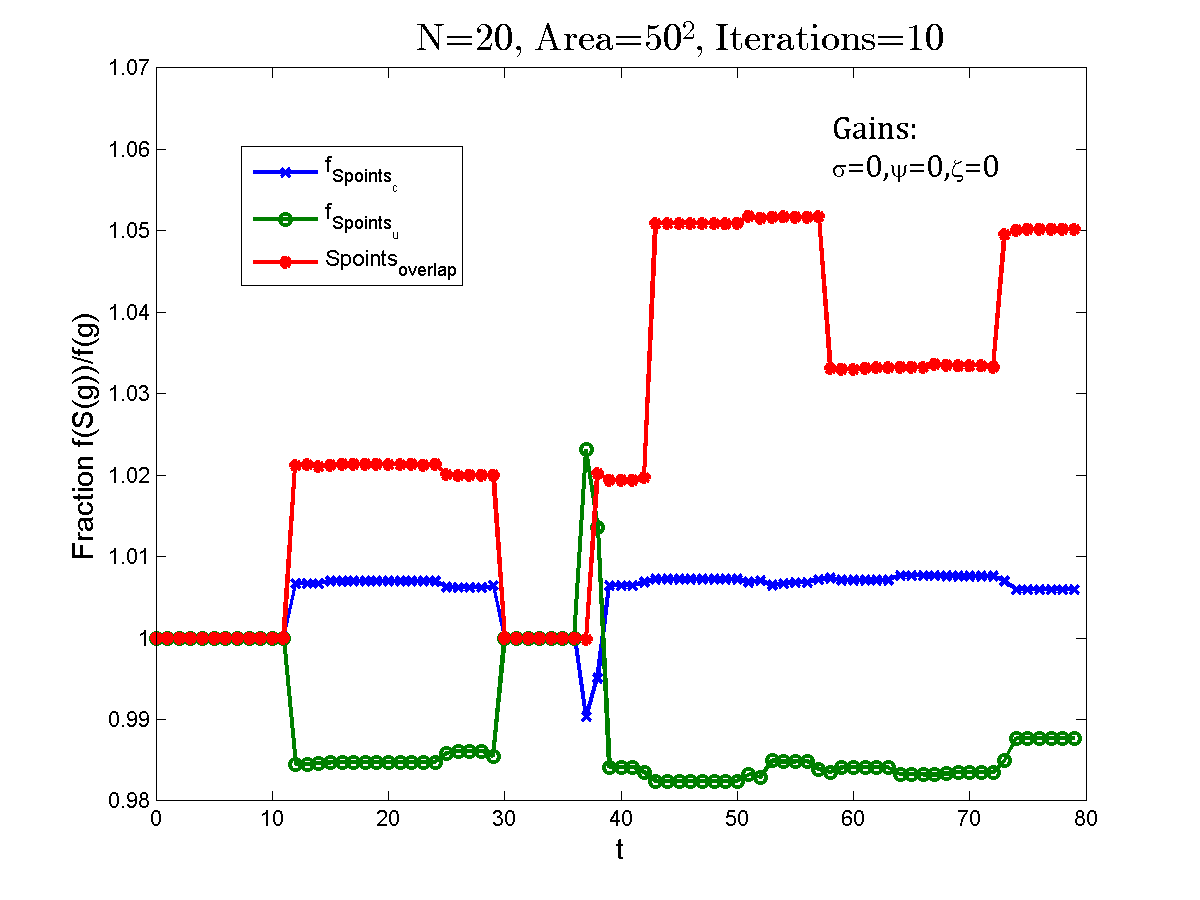 N=20, Area=50², Iterations=10
Gains:
σ=0,ψ=0,ζ=0
f_Spoints_c
f_Spoints_u
Spoints_overlap
Fraction f(S(g))/f(g)
1.07
1.06
1.05
1.04
1.03
1.02
1.01
1
0.99
0.98
0 10 20 30 40 50 60 70 80
t